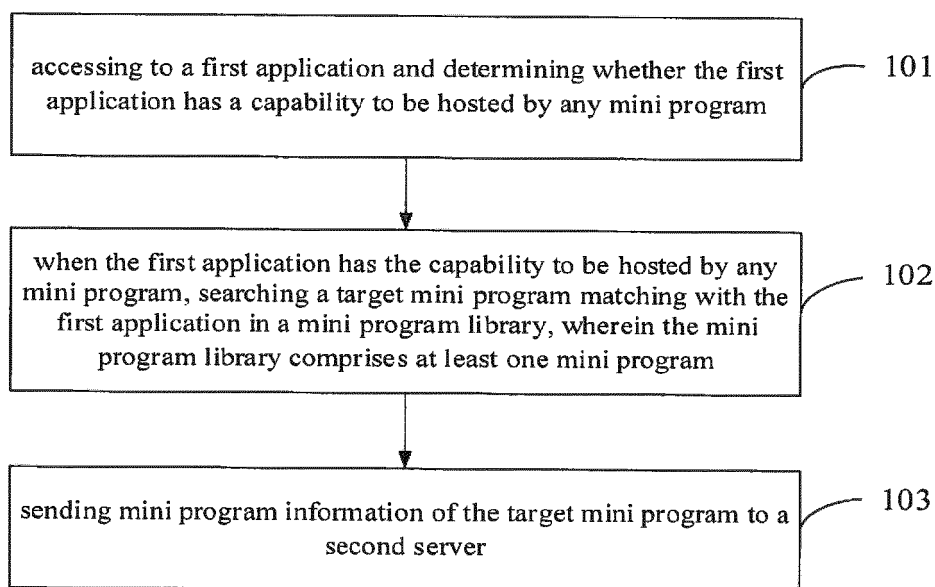 accessing to a first application and determining whether the first
application has a capability to be hosted by any mini program
101
when the first application has the capability to be hosted by any
mini program, searching a target mini program matching with the
first application in a mini program library, wherein the mini
program library comprises at least one mini program
102
sending mini program information of the target mini program to a
second server
103